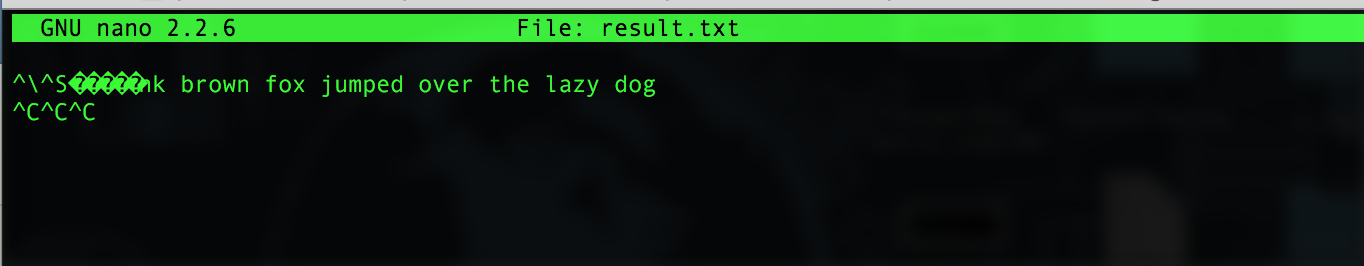 GNU nano 2.2.6 File: result.txt
^\^S�����nk brown fox jumped over the lazy dog
^C^C^C